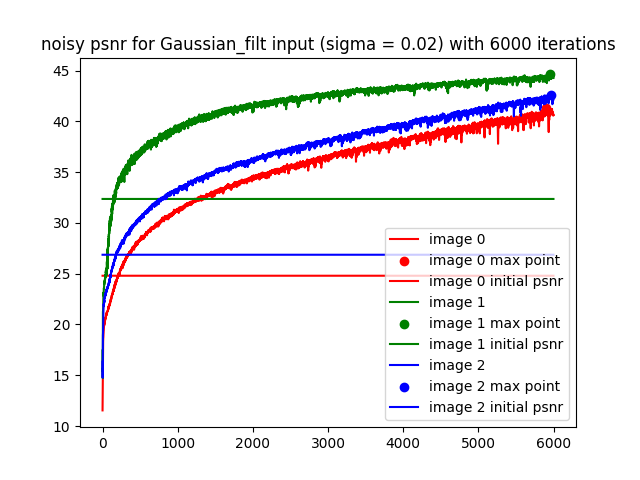 noisy psnr for Gaussian_filt input (sigma = 0.02) with 6000 iterations
45
40
35
30
25
20
15
10
image 0
image 0 max point
image 0 initial psnr
image 1
image 1 max point
image 1 initial psnr
image 2
image 2 max point
image 2 initial psnr
0 1000 2000 3000 4000 5000 6000